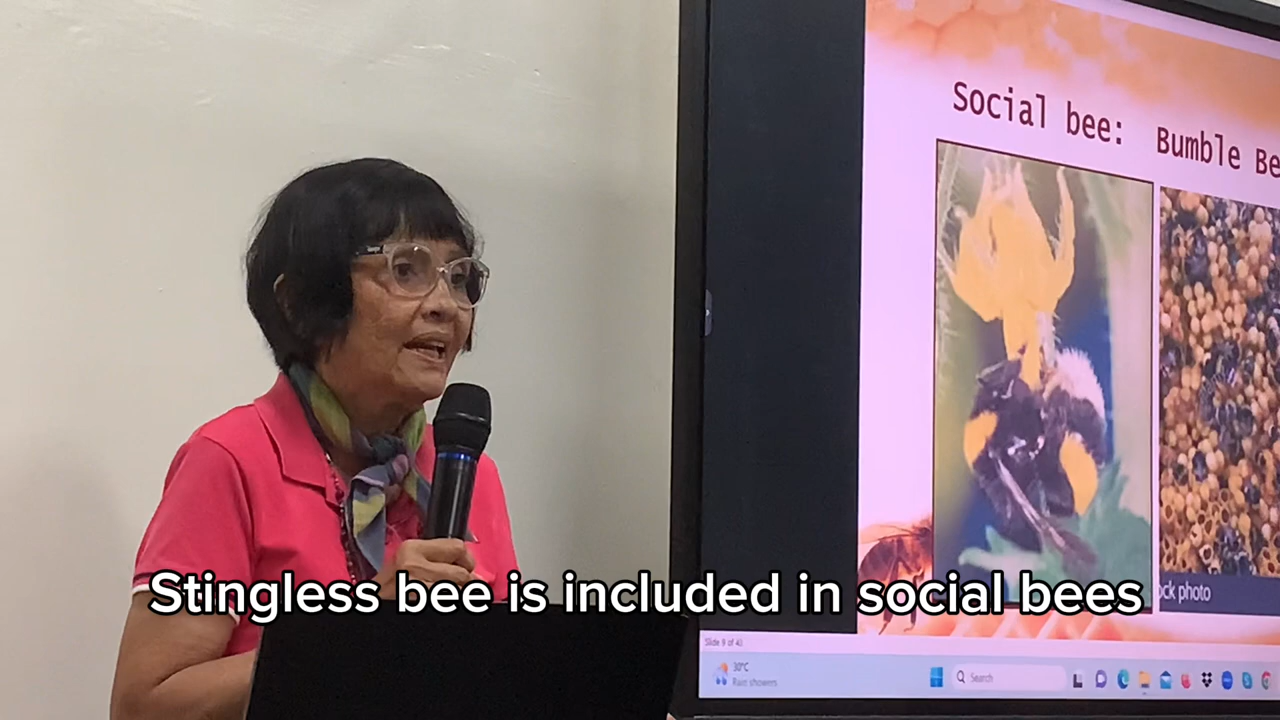 Social bee: Bumble Be
ock photo
Stingless bee is included in social bees
Slide 9 of 41
30°C
Rain showers
Search